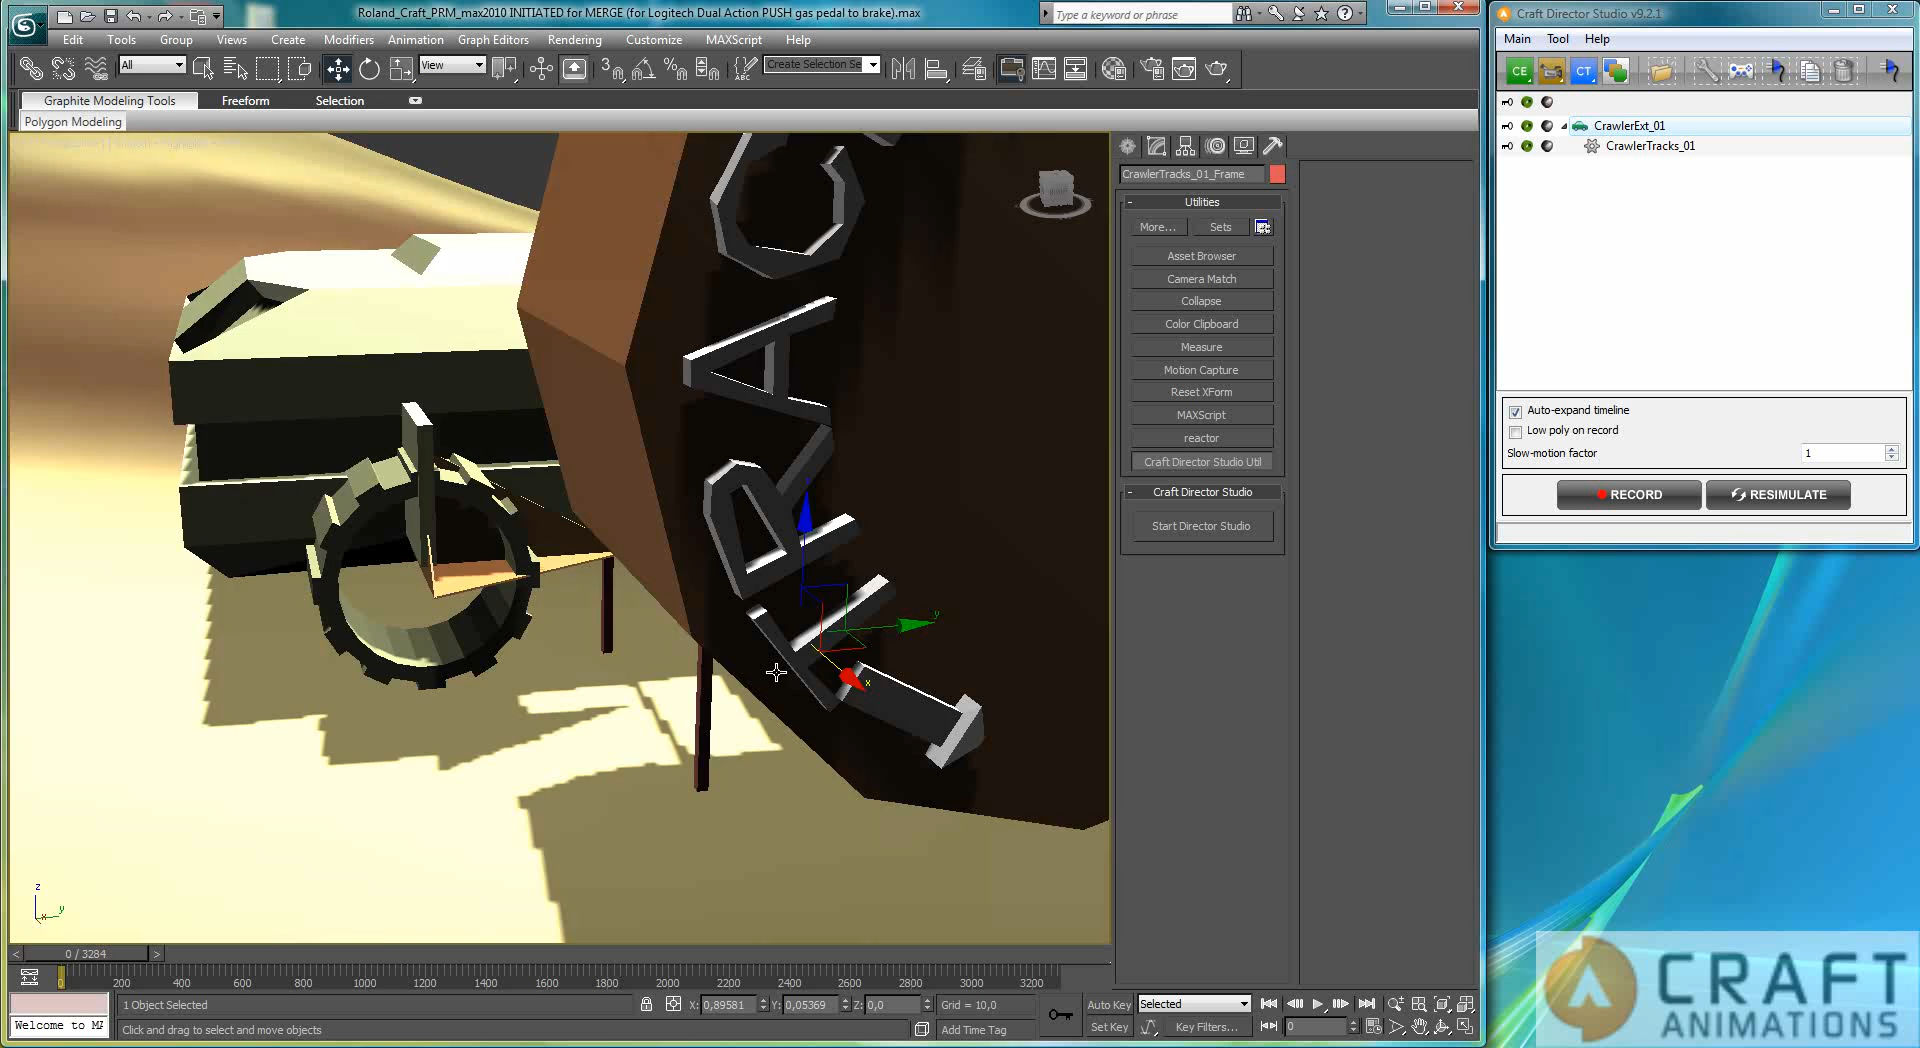 Roland_Craft_PRM_max2010 INITIATED for MERGE (for Logitech Dual Action PUSH gas pedal to brake).max
Type a keyword or phrase
Edit Tools Group Views Create Modifiers Animation Graph Editors Rendering Customize MAXScript Help
All
View
Create Selection Se
Graphite Modeling Tools Freeform Selection
Polygon Modeling
CrawlerTracks_01_Frame
- Utilities
More... Sets
Asset Browser
Camera Match
Collapse
Color Clipboard
Measure
Motion Capture
Reset XForm
MAXScript
reactor
Craft Director Studio Util
- Craft Director Studio
Start Director Studio
CRAFT
y
x
z
y
x
< 0 / 3284 >
0 200 400 600 800 1000 1200 1400 1600 1800 2000 2200 2400 2600 2800 3000 3200
1 Object Selected
X: 0,89581 Y: 0,05369 Z: 0,0
Grid = 10,0
Auto Key Selected
Welcome to MA
Click and drag to select and move objects
Add Time Tag
Set Key Key Filters...
0
Craft Director Studio v9.2.1
Main Tool Help
CE CT
CrawlerExt_01
CrawlerTracks_01
Auto-expand timeline
Low poly on record
Slow-motion factor 1
RECORD RESIMULATE
CRAFT
ANIMATIONS